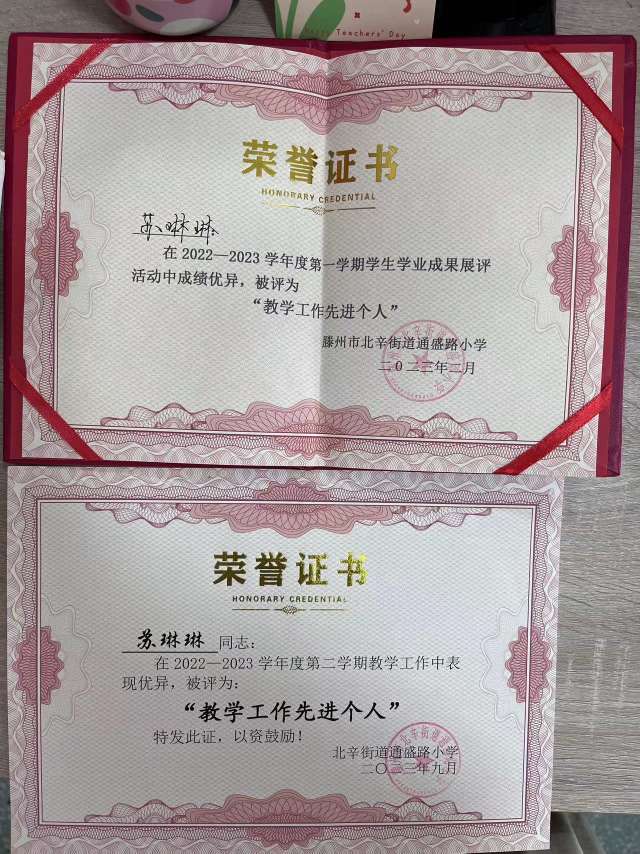 Happy Teachers' Day
荣誉证书
HONORARY CREDENTIAL
苏琳琳
在 2022—2023 学年度第一学期学生学业成果展评
活动中成绩优异，被评为
“教学工作先进个人”
滕州市北辛街道通盛路小学
二〇二三年二月
荣誉证书
HONORARY CREDENTIAL
苏琳琳 同志：
在 2022—2023 学年度第二学期教学工作中表
现优异，被评为：
“教学工作先进个人”
特发此证，以资鼓励！
北辛街道通盛路小学
二〇二三年九月